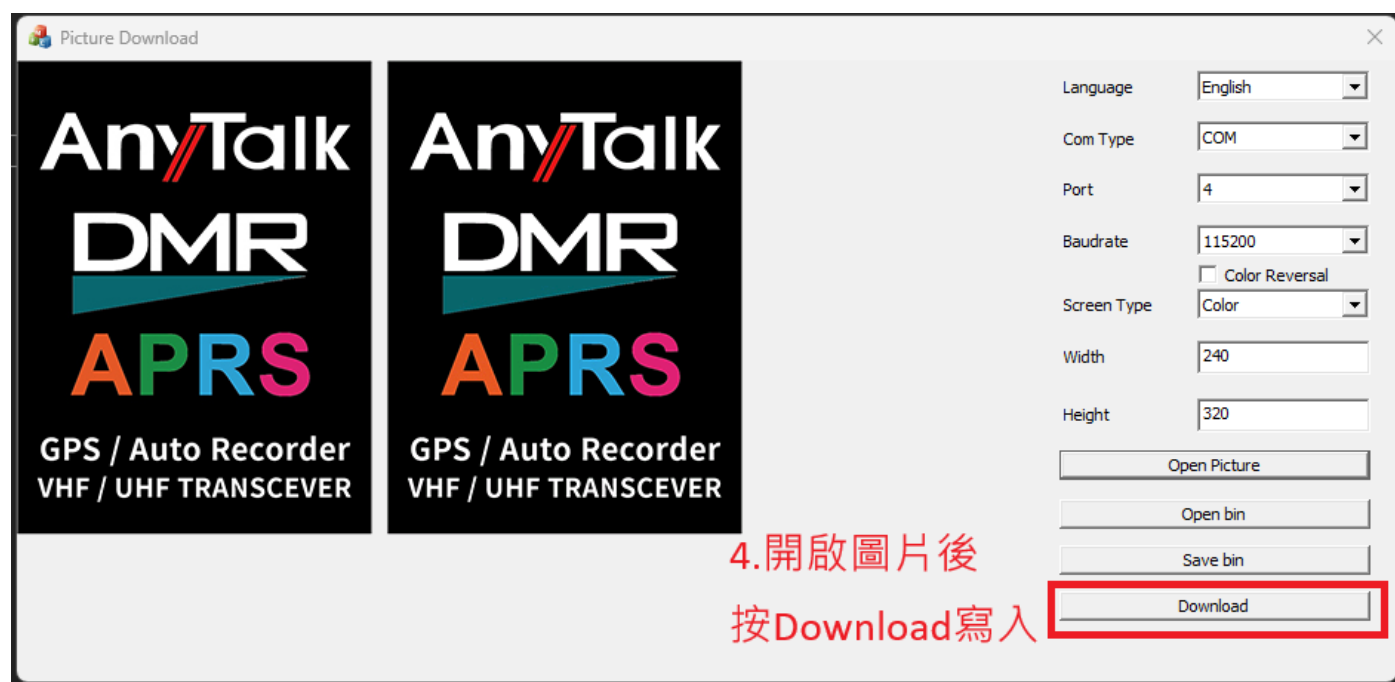 Picture Download
AnyTalk
DMR
APRS
GPS / Auto Recorder
VHF / UHF TRANSCEVER
AnyTalk
DMR
APRS
GPS / Auto Recorder
VHF / UHF TRANSCEVER
Language English
Com Type COM
Port 4
Baudrate 115200
Color Reversal
Screen Type Color
Width 240
Height 320
Open Picture
Open bin
Save bin
Download
4.開啟圖片後
按Download寫入